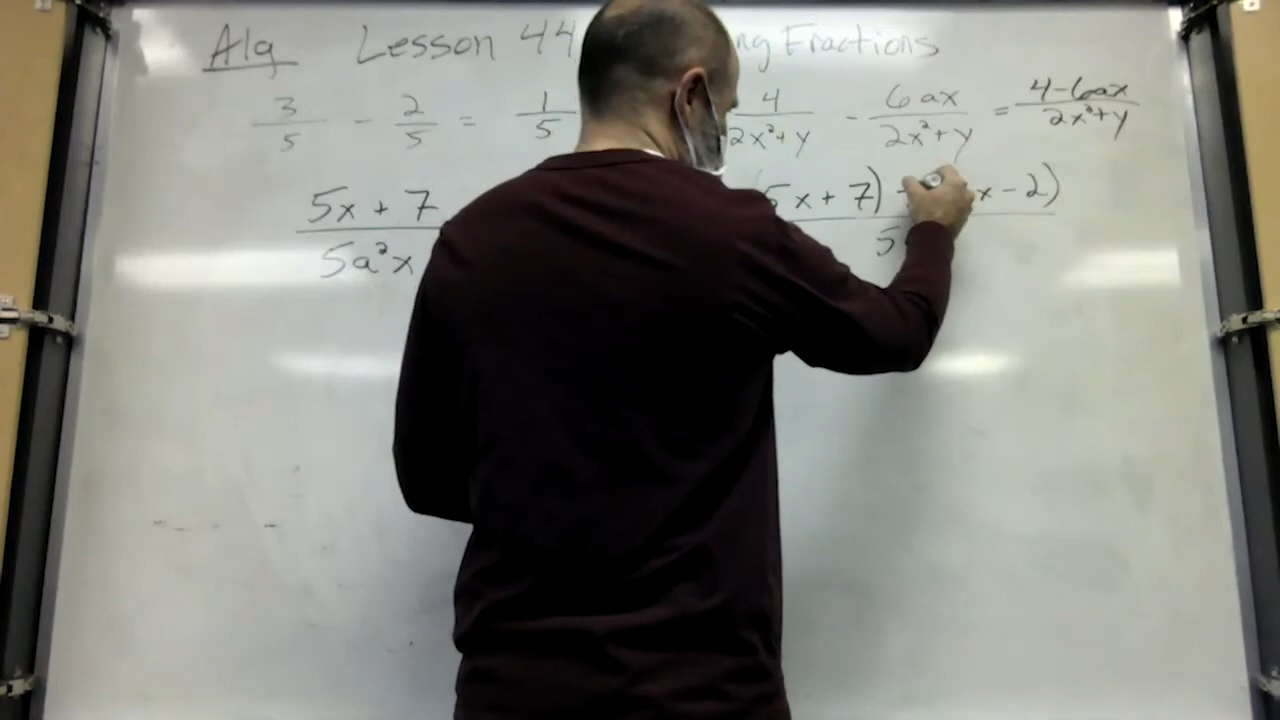 Alg Lesson 44 ng Fractions
3/5 - 2/5 = 1/5 4/(2x²+y) - 6ax/(2x²+y) = (4-6ax)/(2x²+y)
5x + 7 5x + 7) - x - 2)
5a²x 5